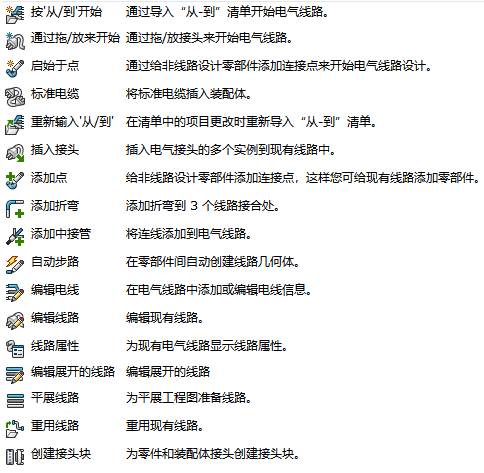 按'从/到'开始 通过导入“从-到”清单开始电气线路。
通过拖/放来开始 通过拖/放接头来开始电气线路。
启始于点 通过给非线路设计零部件添加连接点来开始电气线路设计。
标准电缆 将标准电缆插入装配体。
重新输入'从/到' 在清单中的项目更改时重新导入“从-到”清单。
插入接头 插入电气接头的多个实例到现有线路中。
添加点 给非线路设计零部件添加连接点，这样您可给现有线路添加零部件。
添加折弯 添加折弯到 3 个线路接合处。
添加中接管 将连线添加到电气线路。
自动步路 在零部件间自动创建线路几何体。
编辑电线 在电气线路中添加或编辑电线信息。
编辑线路 编辑现有线路。
线路属性 为现有电气线路显示线路属性。
编辑展开的线路 编辑展开的线路
平展线路 为平展工程图准备线路。
重用线路 重用现有线路。
创建接头块 为零件和装配体接头创建接头块。